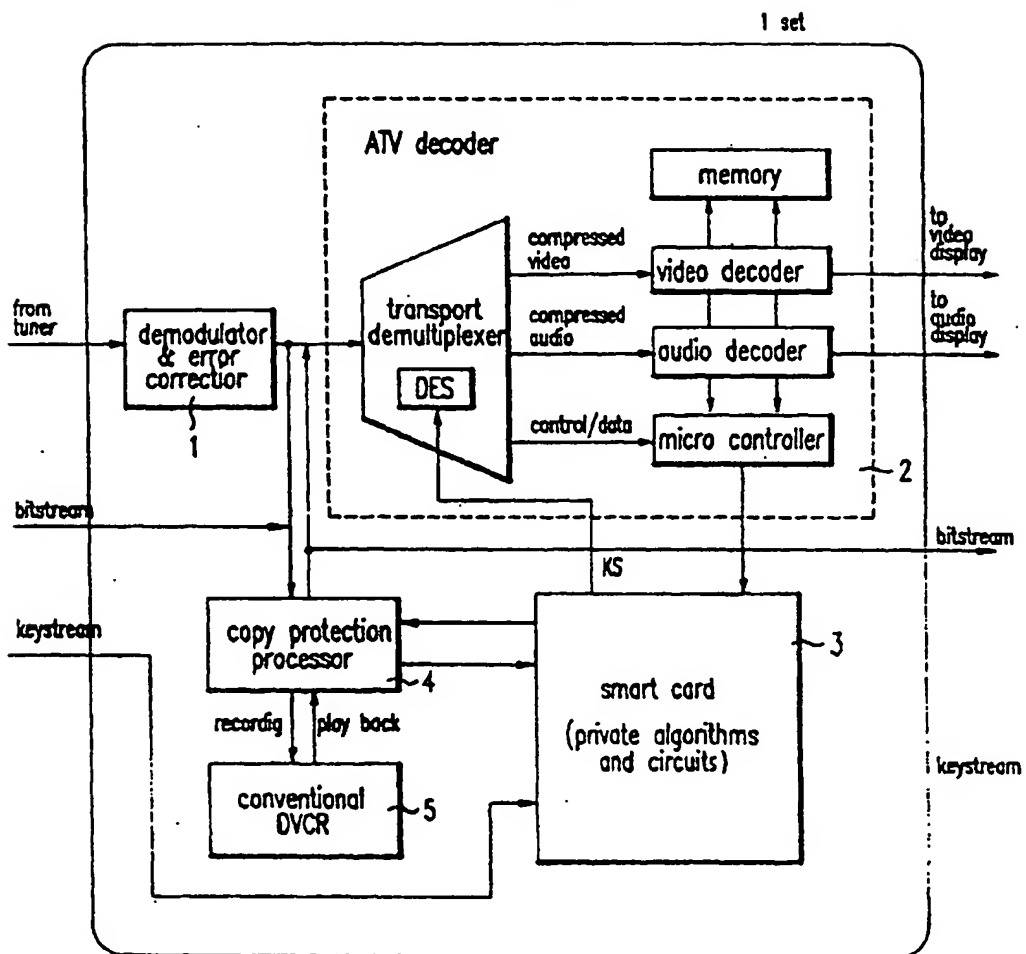 1 set
ATV decoder
memory
compressed
video
video decoder
to
video
display
from
tuner
demodulator
& error
correctior
1
transport
demultiplexer
DES
compressed
audio
audio decoder
to
audio
display
control/data
micro controller
2
bitstream
bitstream
KS
keystream
copy protection
processor
4
3
smart card
(private algorithms
and circuits)
recordig
play back
conventional
DVCR
5
keystream